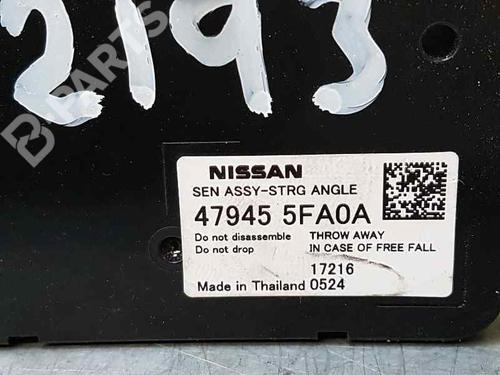 2193
B-PARTS
NISSAN
SEN ASSY-STRG ANGLE
47945 5FA0A
Do not disassemble THROW AWAY
Do not drop IN CASE OF FREE FALL
17216
Made in Thailand 0524